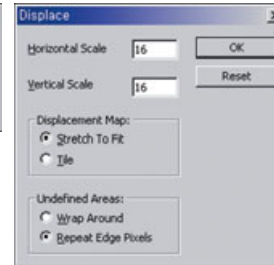 Displace
Horizontal Scale 16 OK
Vertical Scale 16 Reset
Displacement Map:
Stretch To Fit
Tile
Undefined Areas:
Wrap Around
Repeat Edge Pixels